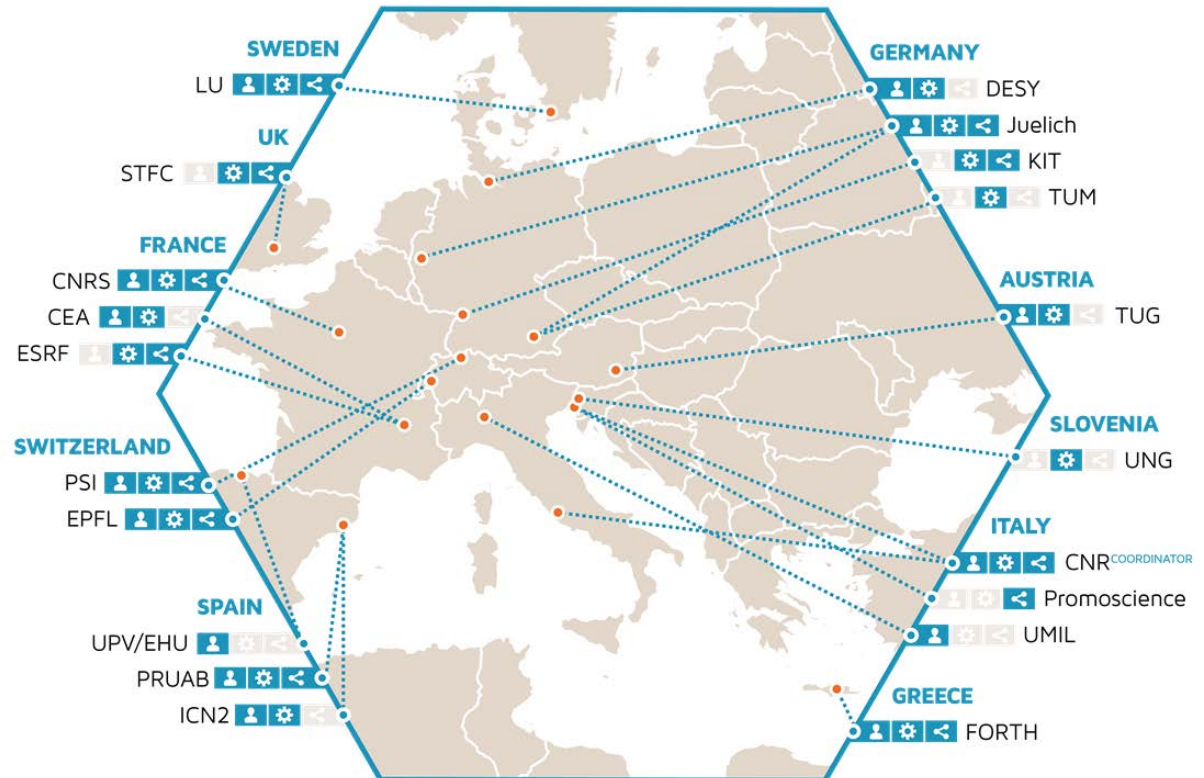 SWEDEN
LU
UK
STFC
FRANCE
CNRS
CEA
ESRF
SWITZERLAND
PSI
EPFL
SPAIN
UPV/EHU
PRUAB
ICN2
GERMANY
DESY
Juelich
KIT
TUM
AUSTRIA
TUG
SLOVENIA
UNG
ITALY
CNR COORDINATOR
Promoscience
UMIL
GREECE
FORTH